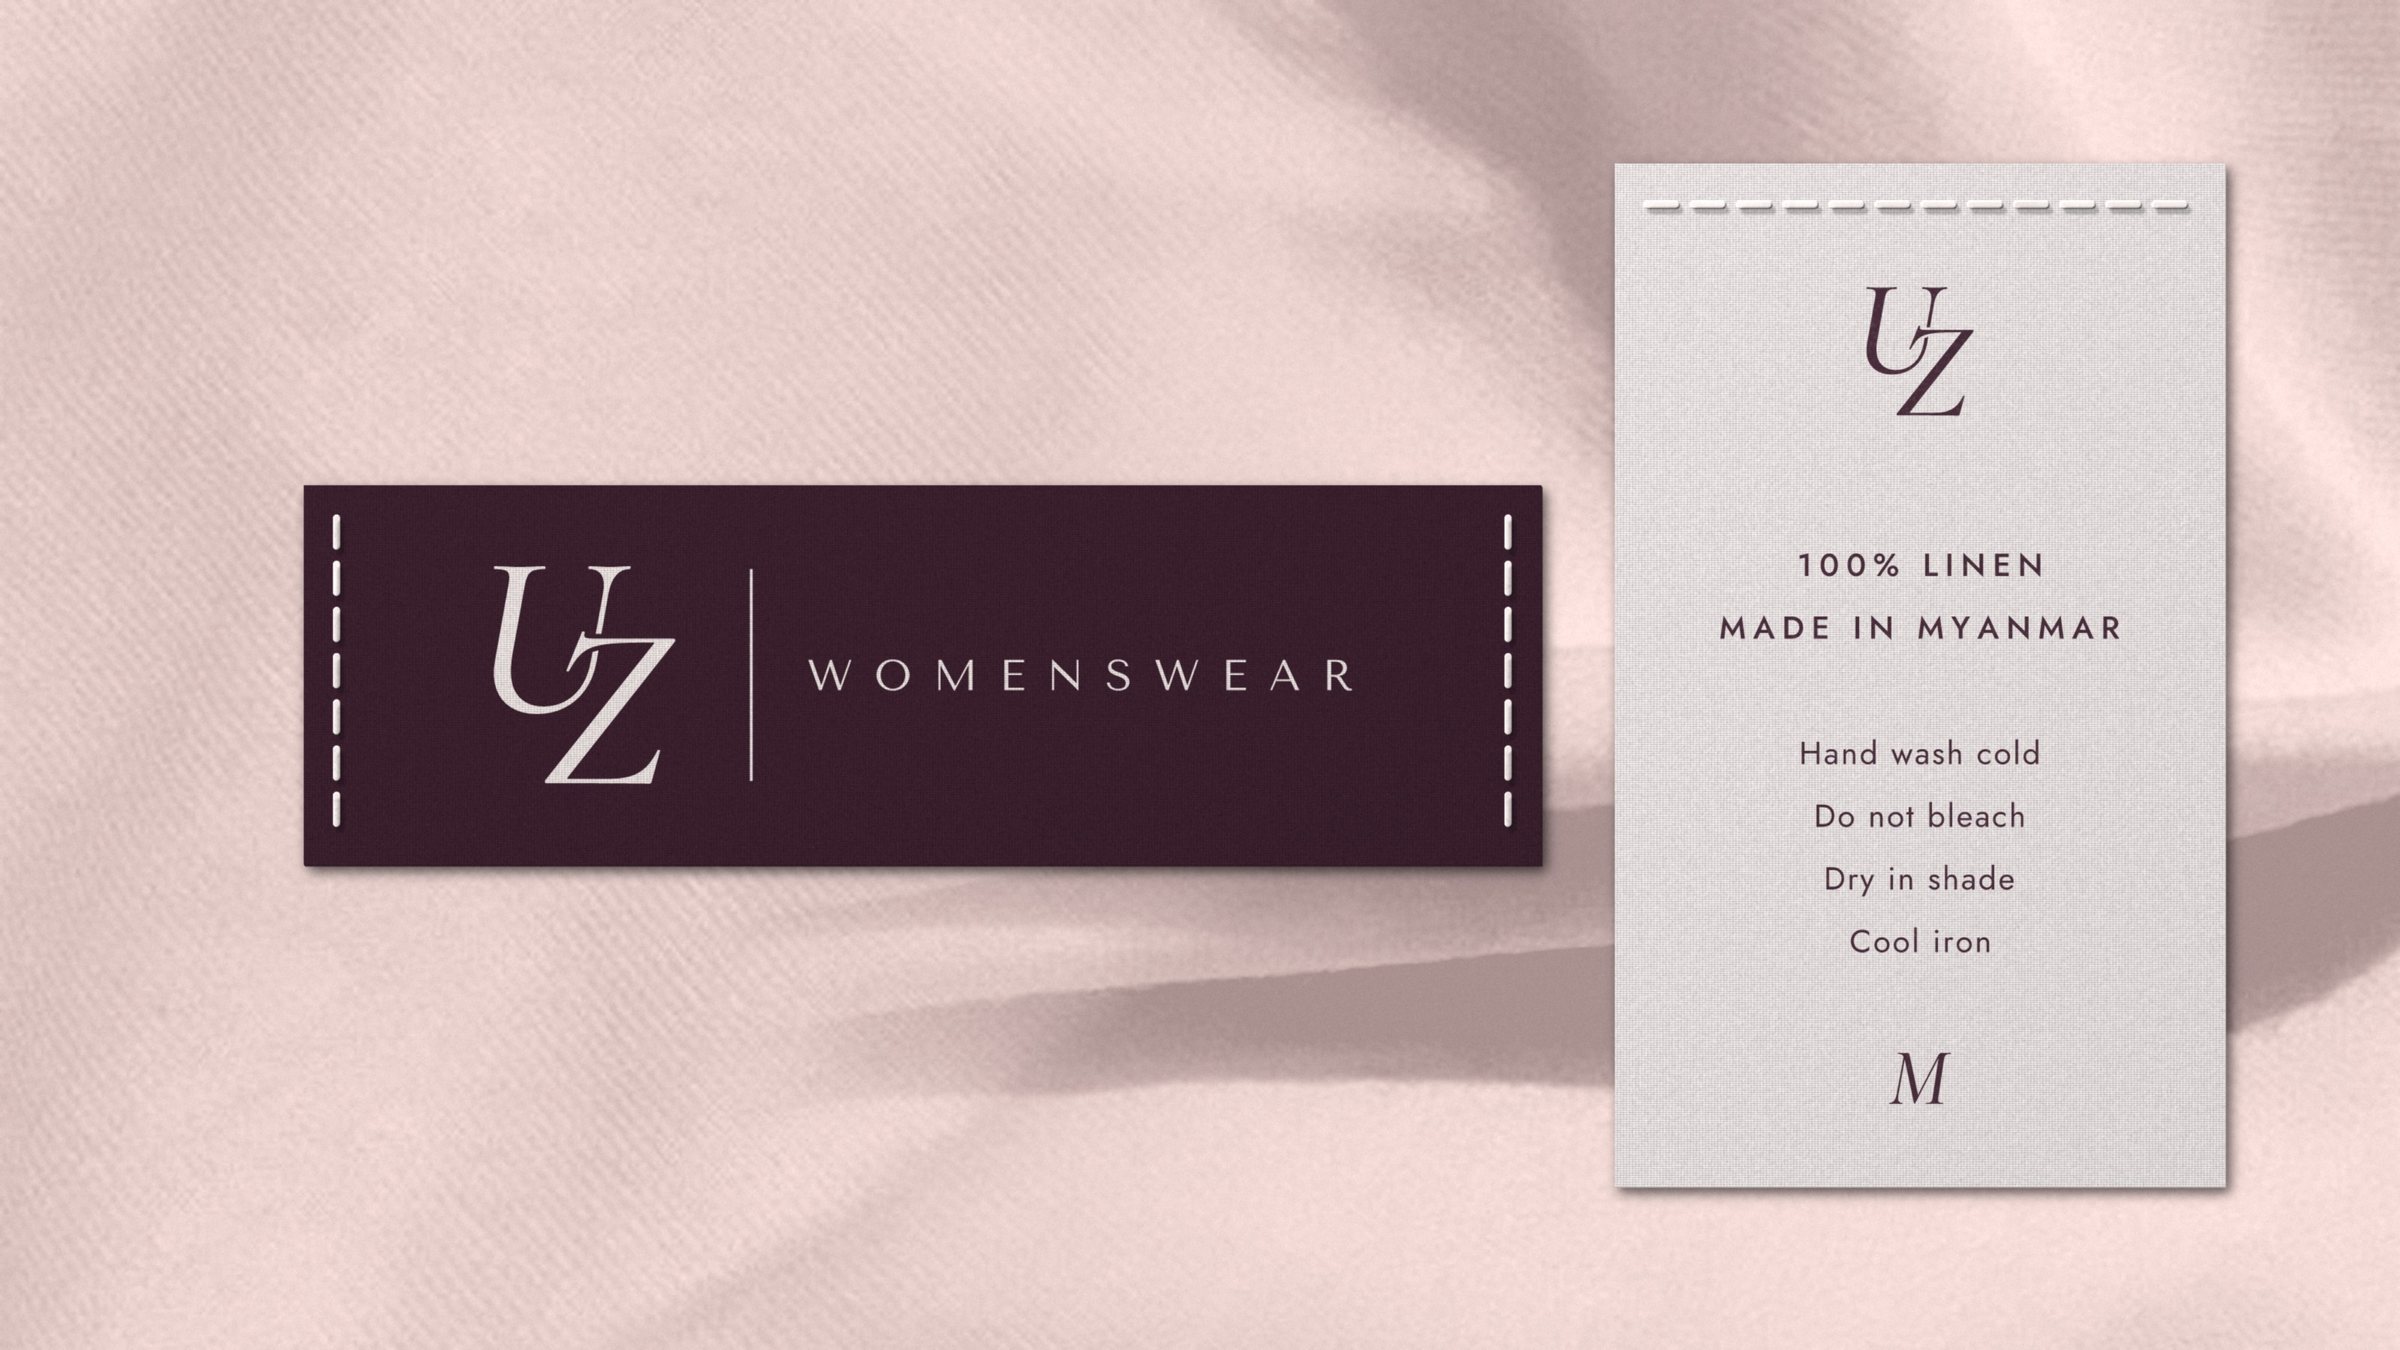 UZ
WOMENSWEAR
UZ
100% LINEN
MADE IN MYANMAR
Hand wash cold
Do not bleach
Dry in shade
Cool iron
M